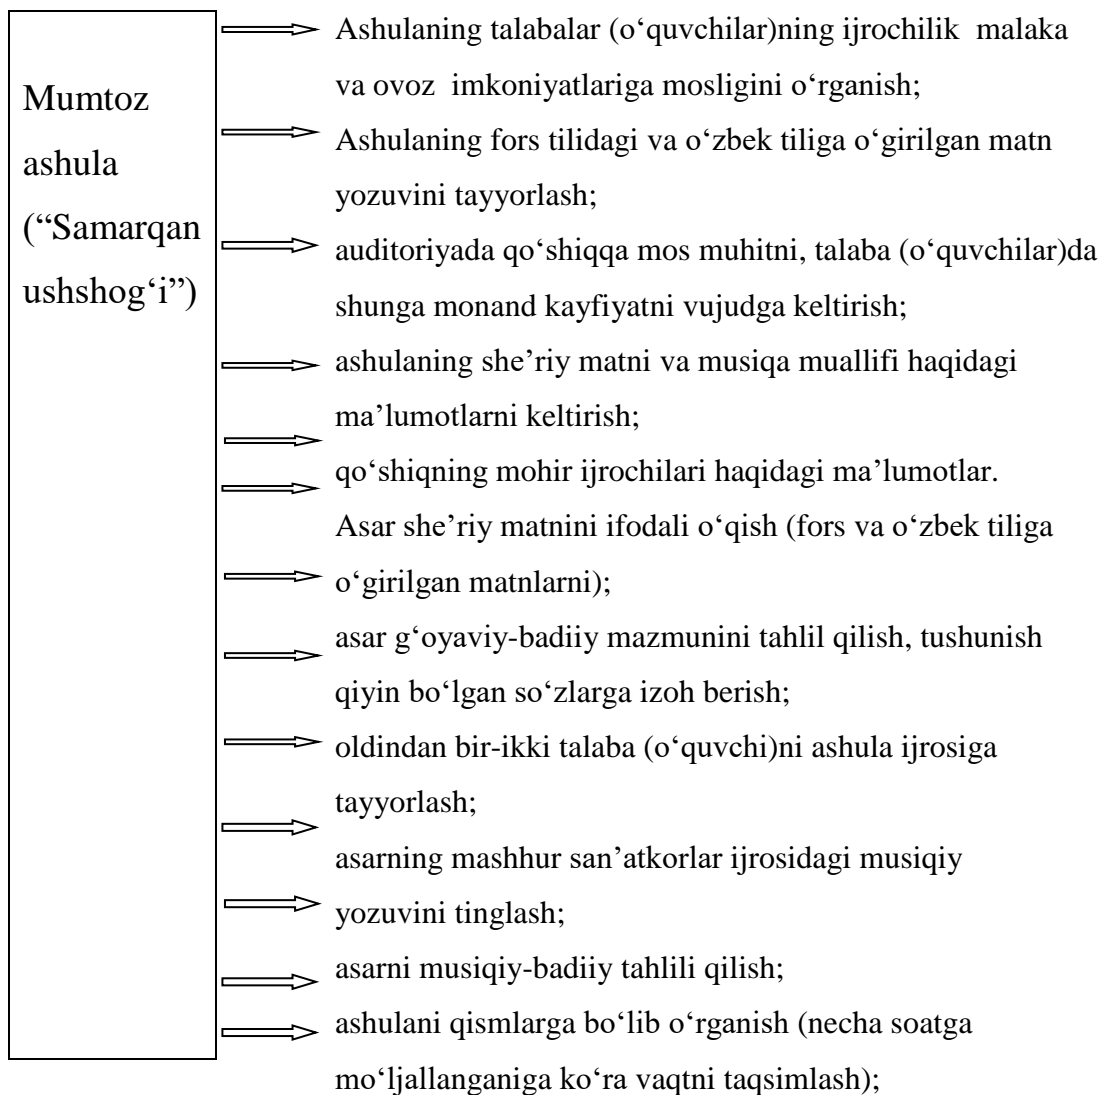 Mumtoz
ashula
(“Samarqan
ushshog‘i”)
Ashulaning talabalar (o‘quvchilar)ning ijrochilik malaka
va ovoz imkoniyatlariga mosligini o‘rganish;
Ashulaning fors tilidagi va o‘zbek tiliga o‘girilgan matn
yozuvini tayyorlash;
auditoriyada qo‘shiqqa mos muhitni, talaba (o‘quvchilar)da
shunga monand kayfiyatni vujudga keltirish;
ashulaning she’riy matni va musiqa muallifi haqidagi
ma’lumotlarni keltirish;
qo‘shiqning mohir ijrochilari haqidagi ma’lumotlar.
Asar she’riy matnini ifodali o‘qish (fors va o‘zbek tiliga
o‘girilgan matnlarni);
asar g‘oyaviy-badiiy mazmunini tahlil qilish, tushunish
qiyin bo‘lgan so‘zlarga izoh berish;
oldindan bir-ikki talaba (o‘quvchi)ni ashula ijrosiga
tayyorlash;
asarning mashhur san’atkorlar ijrosidagi musiqiy
yozuvini tinglash;
asarni musiqiy-badiiy tahlili qilish;
ashulani qismlarga bo‘lib o‘rganish (necha soatga
mo‘ljallanganiga ko‘ra vaqtni taqsimlash);